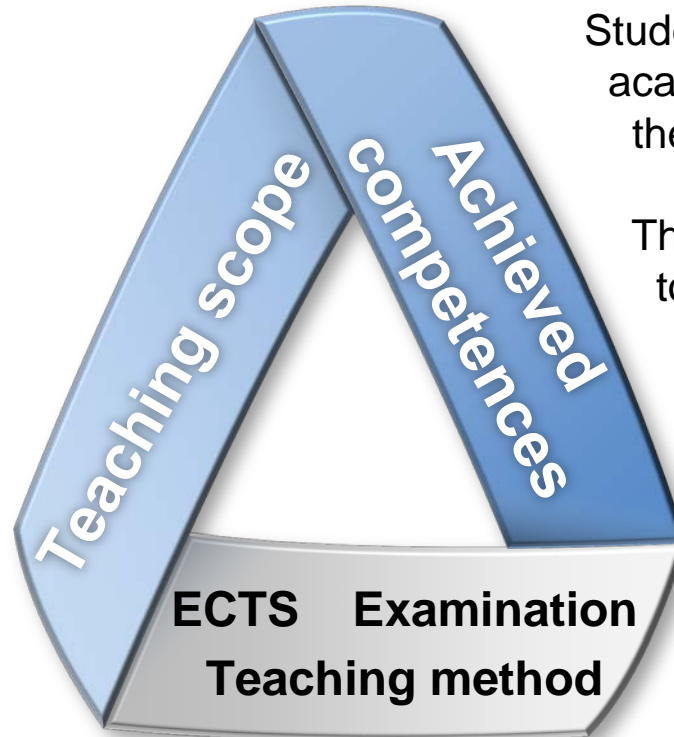 Teaching scope
Achieved
competences
ECTS Examination
Teaching method